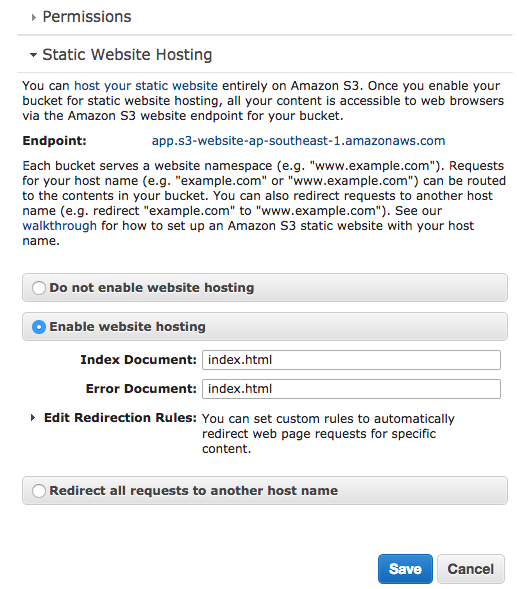 Permissions
Static Website Hosting
You can host your static website entirely on Amazon S3. Once you enable your
bucket for static website hosting, all your content is accessible to web browsers
via the Amazon S3 website endpoint for your bucket.
Endpoint: app.s3-website-ap-southeast-1.amazonaws.com
Each bucket serves a website namespace (e.g. "www.example.com"). Requests
for your host name (e.g. "example.com" or "www.example.com") can be routed
to the contents in your bucket. You can also redirect requests to another host
name (e.g. redirect "example.com" to "www.example.com"). See our
walkthrough for how to set up an Amazon S3 static website with your host
name.
Do not enable website hosting
Enable website hosting
Index Document: index.html
Error Document: index.html
Edit Redirection Rules: You can set custom rules to automatically
redirect web page requests for specific
content.
Redirect all requests to another host name
Save Cancel